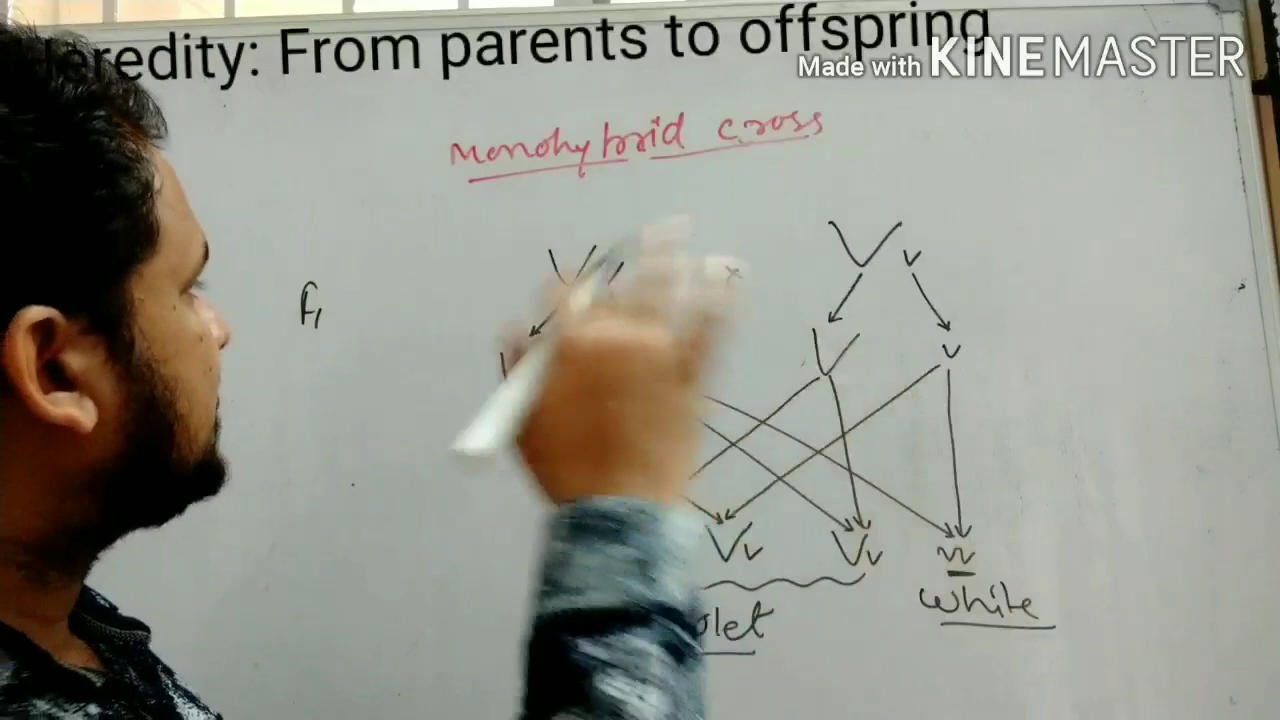 eredity: From parents to offspring
Made with KINEMASTER
Monohybrid cross
F1
V v
x
V v
Vv Vv vv
olet
white